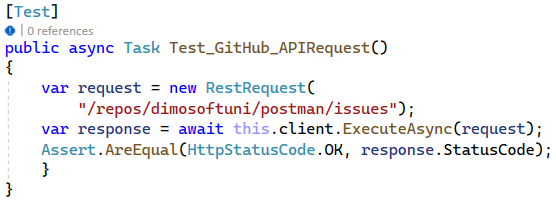 [Test]
| 0 references
public async Task Test_GitHub_APIRequest()
{
    var request = new RestRequest(
        "/repos/dimosoftuni/postman/issues");
    var response = await this.client.ExecuteAsync(request);
    Assert.AreEqual(HttpStatusCode.OK, response.StatusCode);
    }
}